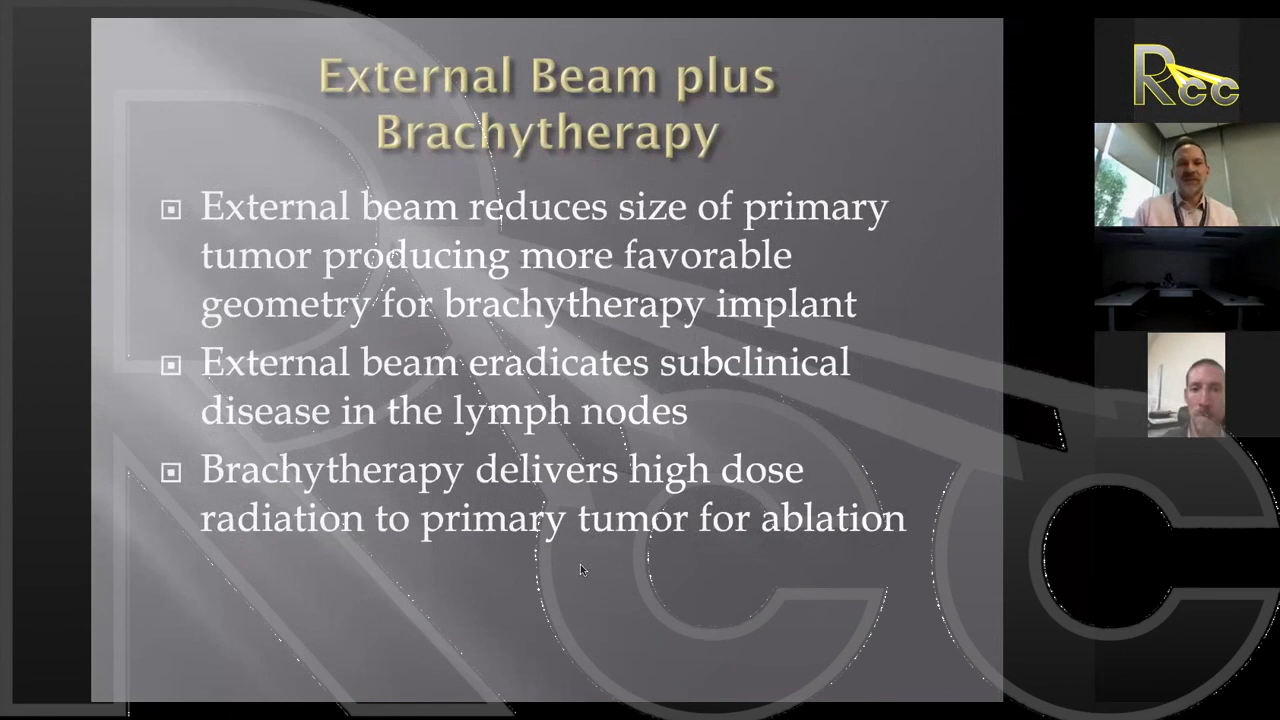 External Beam plus
Brachytherapy
External beam reduces size of primary
tumor producing more favorable
geometry for brachytherapy implant
External beam eradicates subclinical
disease in the lymph nodes
Brachytherapy delivers high dose
radiation to primary tumor for ablation
Rcc
Rcc